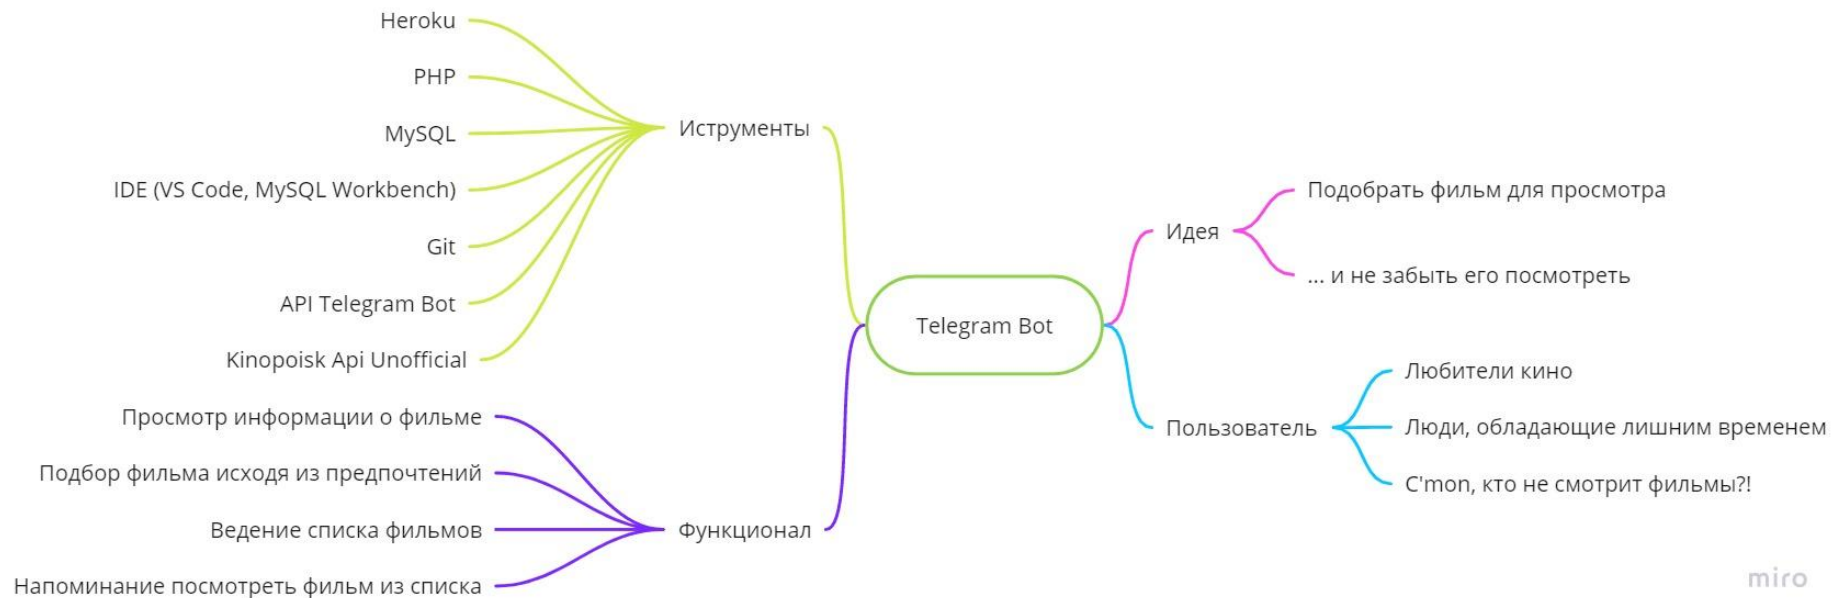 Heroku
PHP
MySQL
IDE (VS Code, MySQL Workbench)
Git
API Telegram Bot
Kinopoisk Api Unofficial
Иструменты
Просмотр информации о фильме
Подбор фильма исходя из предпочтений
Ведение списка фильмов
Напоминание посмотреть фильм из списка
Функционал
Telegram Bot
Идея
Подобрать фильм для просмотра
... и не забыть его посмотреть
Пользователь
Любители кино
Люди, обладающие лишним временем
C'mon, кто не смотрит фильмы?!
miro